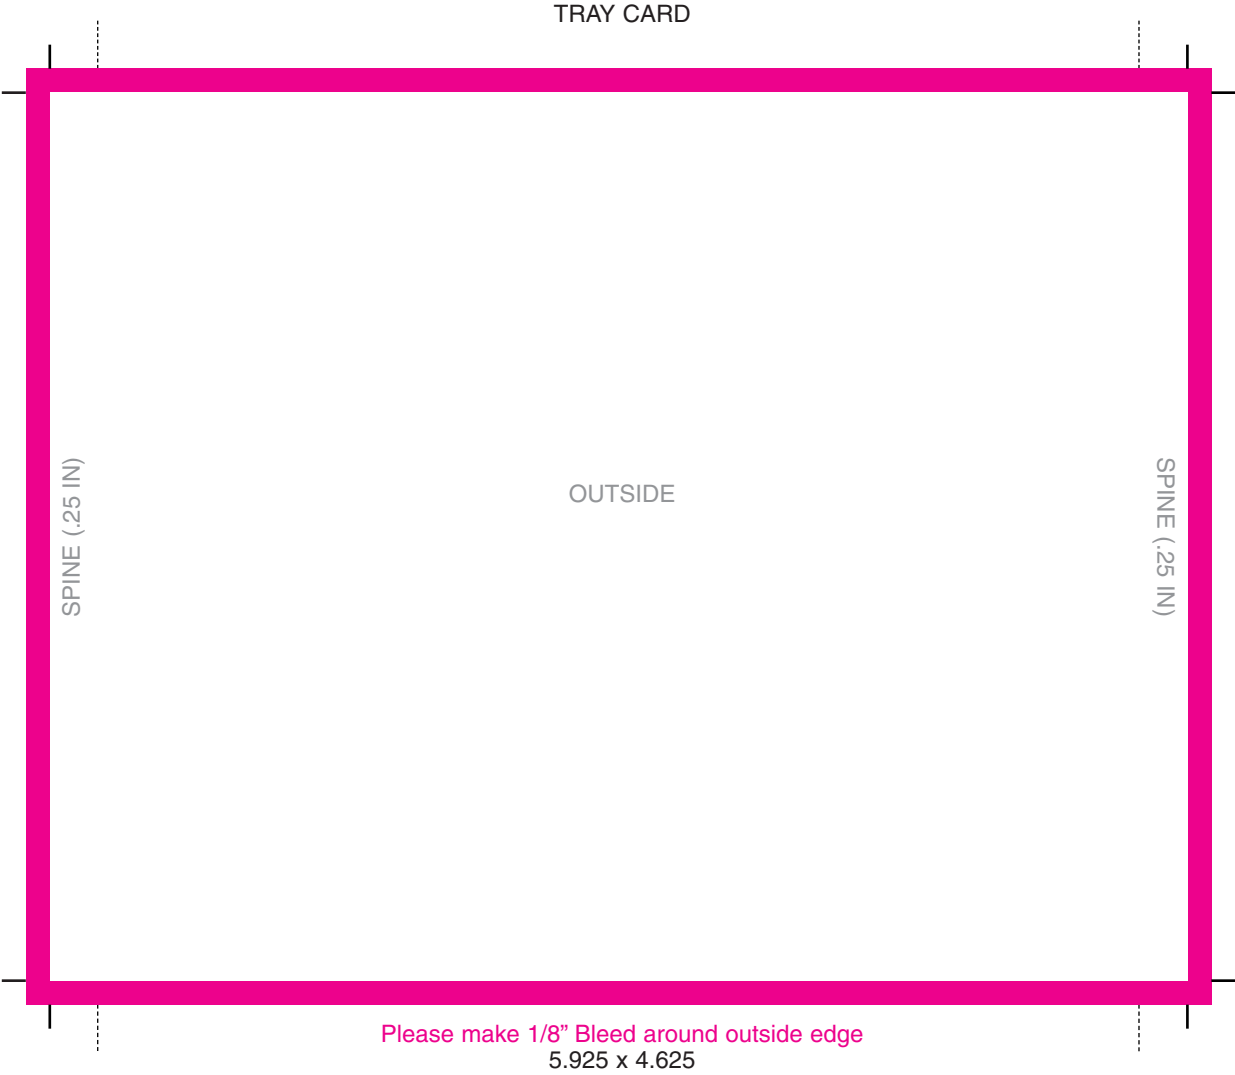 TRAY CARD
SPINE (.25 IN)
OUTSIDE
SPINE (.25 IN)
Please make 1/8” Bleed around outside edge
5.925 x 4.625